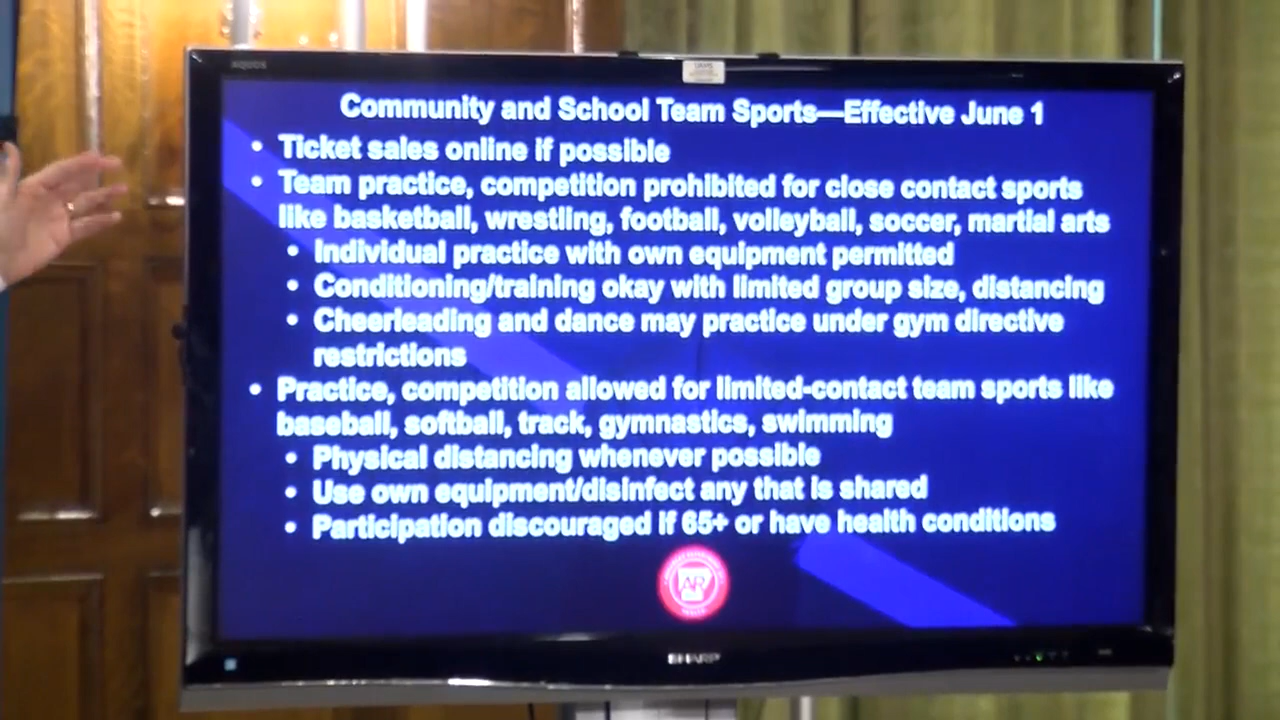 AQUOS
UAMS
Community and School Team Sports—Effective June 1
• Ticket sales online if possible
• Team practice, competition prohibited for close contact sports
like basketball, wrestling, football, volleyball, soccer, martial arts
• Individual practice with own equipment permitted
• Conditioning/training okay with limited group size, distancing
• Cheerleading and dance may practice under gym directive
restrictions
• Practice, competition allowed for limited-contact team sports like
baseball, softball, track, gymnastics, swimming
• Physical distancing whenever possible
• Use own equipment/disinfect any that is shared
• Participation discouraged if 65+ or have health conditions
AR
SHARP